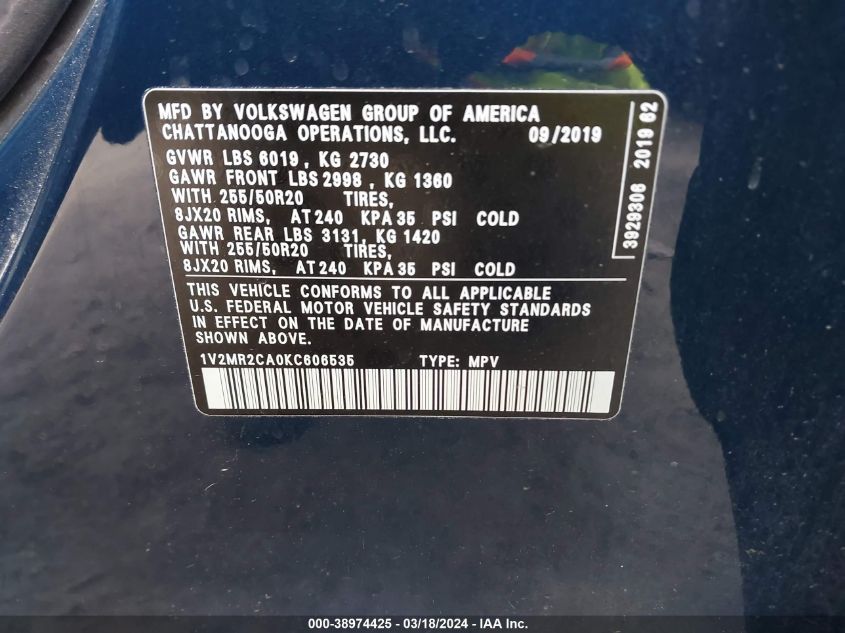 MFD BY VOLKSWAGEN GROUP OF AMERICA
CHATTANOOGA OPERATIONS, LLC. 09/2019
GVWR LBS 6019, KG 2730
GAWR FRONT LBS 2998, KG 1360
WITH 255/50R20 TIRES,
8JX20 RIMS, AT 240 KPA 35 PSI COLD
GAWR REAR LBS 3131, KG 1420
WITH 255/50R20 TIRES,
8JX20 RIMS, AT 240 KPA 35 PSI COLD
3929306 2019 62
THIS VEHICLE CONFORMS TO ALL APPLICABLE
U.S. FEDERAL MOTOR VEHICLE SAFETY STANDARDS
IN EFFECT ON THE DATE OF MANUFACTURE
SHOWN ABOVE.
1V2MR2CA0KC606535 TYPE: MPV
000-38974425 - 03/18/2024 - IAA Inc.